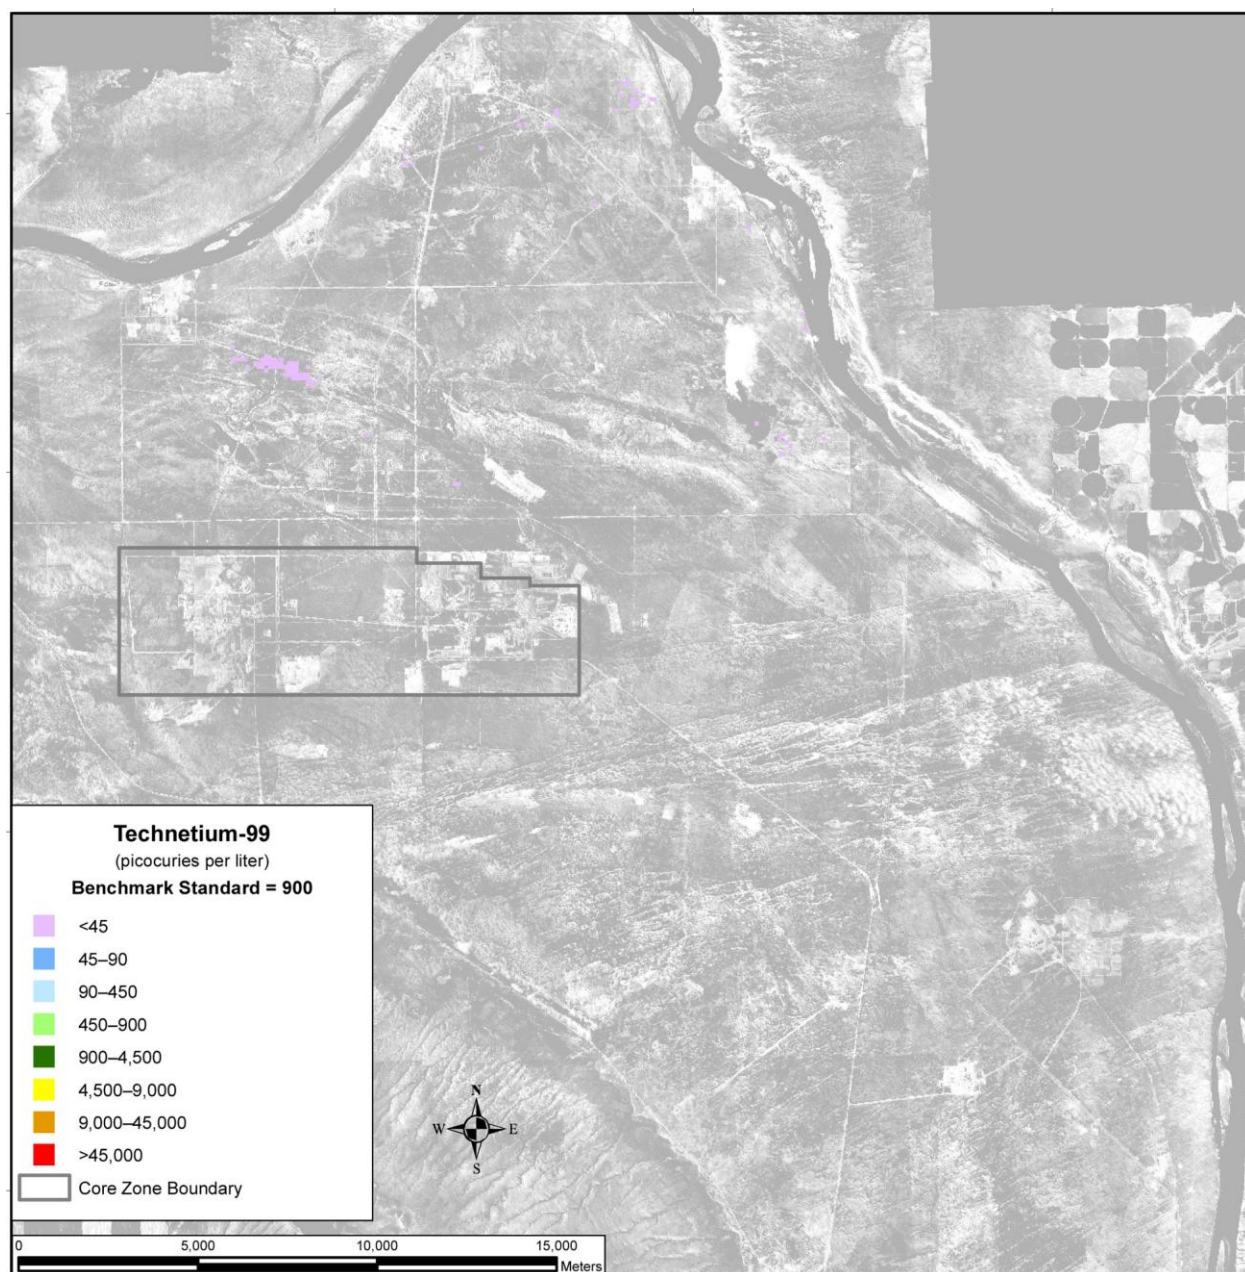 Technetium-99
(picocuries per liter)
Benchmark Standard = 900
<45
45–90
90–450
450–900
900–4,500
4,500–9,000
9,000–45,000
>45,000
Core Zone Boundary
N
W E
S
0 5,000 10,000 15,000
Meters